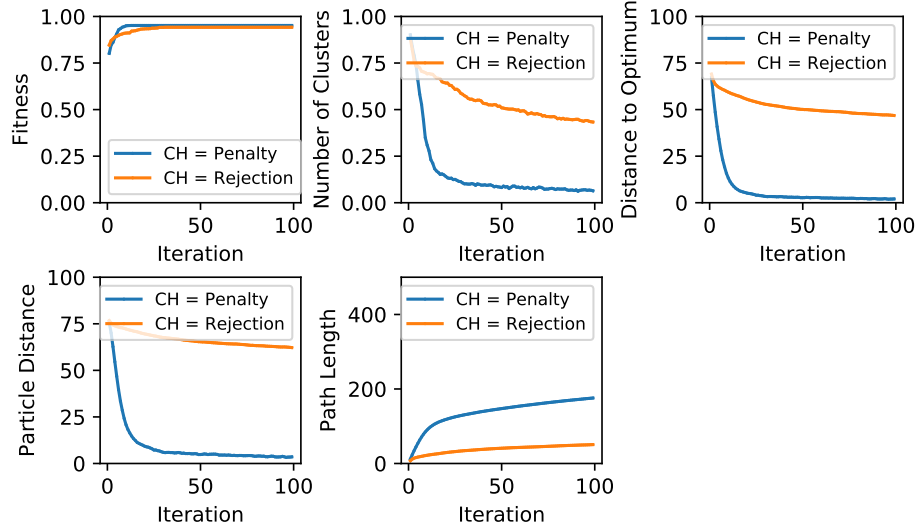 Fitness
1.00
0.75
0.50
0.25
0.00
CH = Penalty
CH = Rejection
0
50
100
Iteration
Number of Clusters
1.00
0.75
0.50
0.25
0.00
CH = Penalty
CH = Rejection
0
50
100
Iteration
Distance to Optimum
100
75
50
25
0
CH = Penalty
CH = Rejection
0
50
100
Iteration
Particle Distance
100
75
50
25
0
CH = Penalty
CH = Rejection
0
50
100
Iteration
Path Length
400
200
0
CH = Penalty
CH = Rejection
0
50
100
Iteration